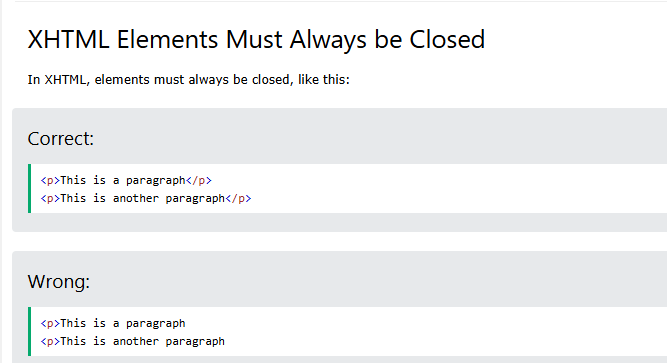 XHTML Elements Must Always be Closed
In XHTML, elements must always be closed, like this:
Correct:
<p>This is a paragraph</p>
<p>This is another paragraph</p>
Wrong:
<p>This is a paragraph
<p>This is another paragraph